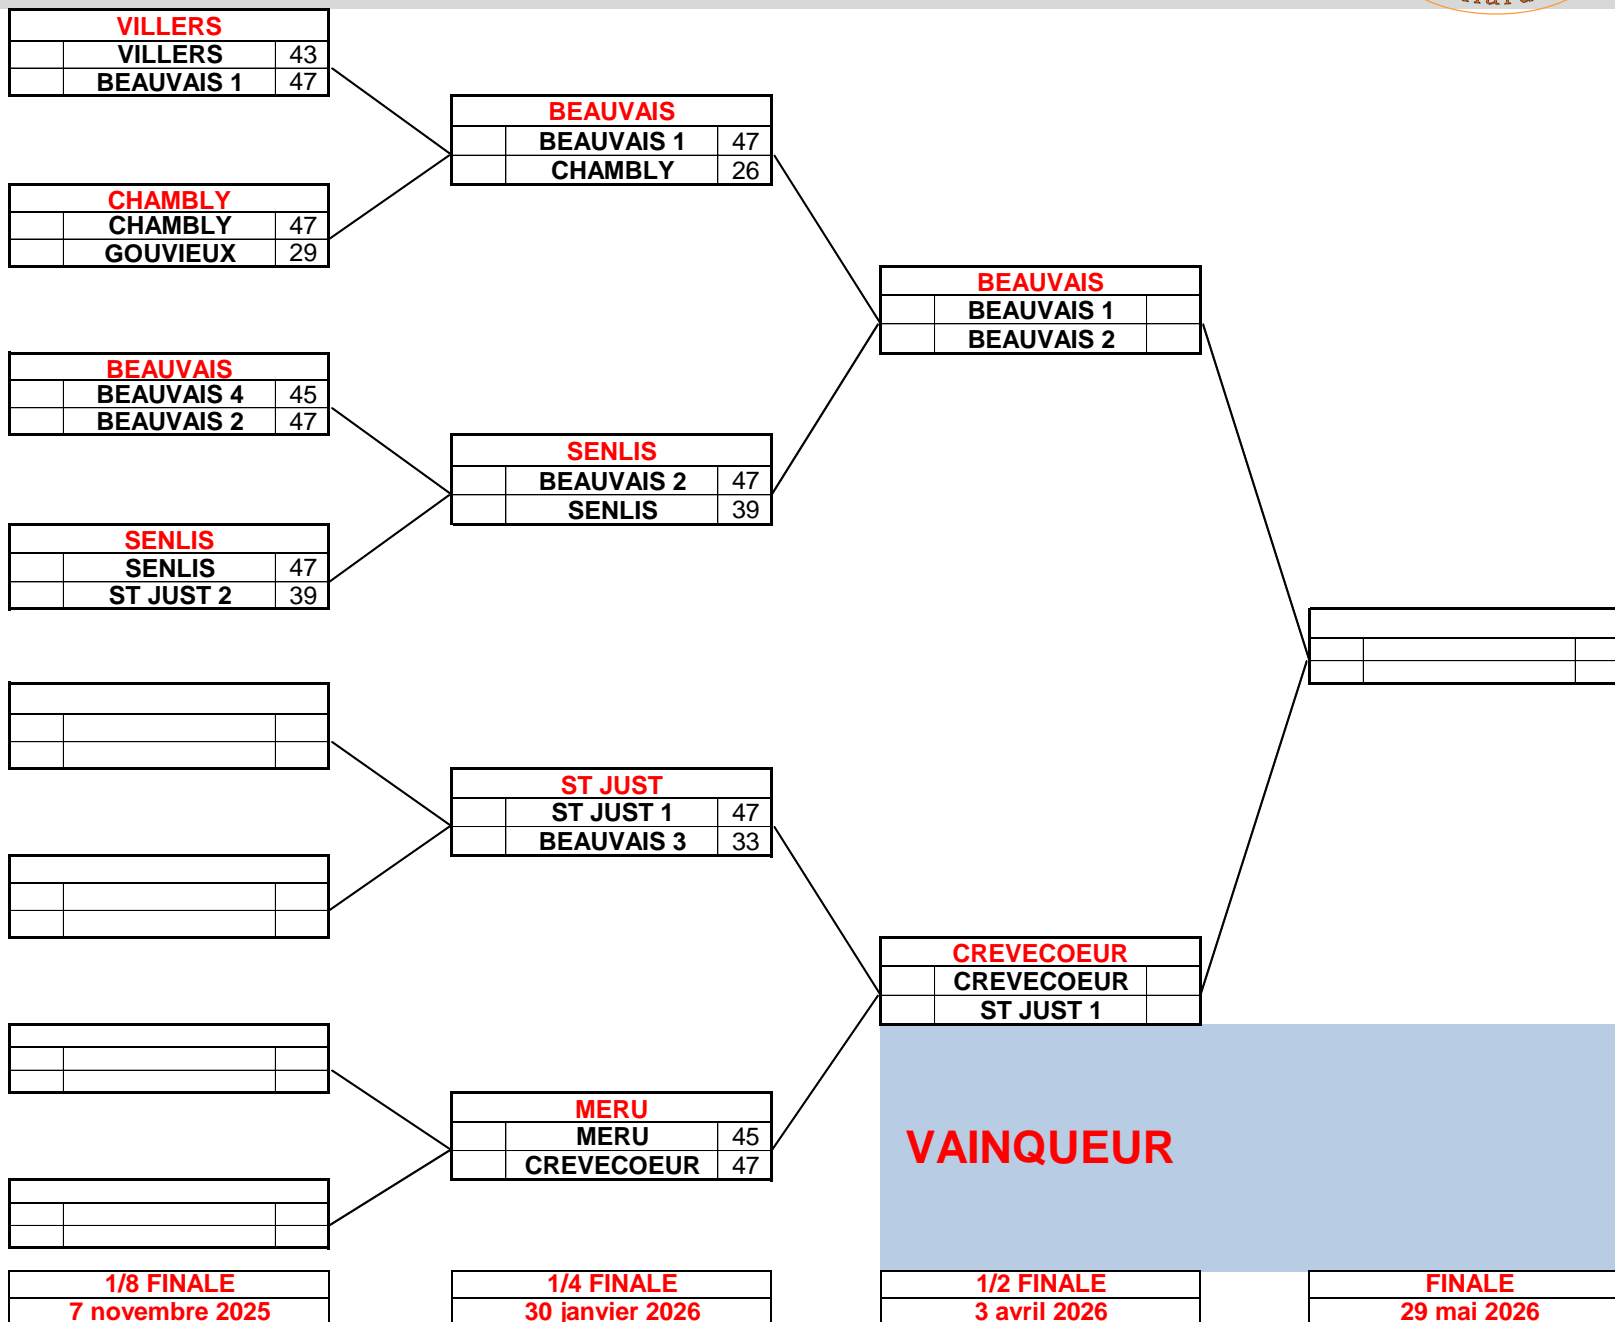 VILLERS
VILLERS 43
BEAUVAIS 1 47
CHAMBLY
CHAMBLY 47
GOUVIEUX 29
BEAUVAIS
BEAUVAIS 4 45
BEAUVAIS 2 47
SENLIS
SENLIS 47
ST JUST 2 39
BEAUVAIS
BEAUVAIS 1 47
CHAMBLY 26
SENLIS
BEAUVAIS 2 47
SENLIS 39
ST JUST
ST JUST 1 47
BEAUVAIS 3 33
MERU
MERU 45
CREVECOEUR 47
BEAUVAIS
BEAUVAIS 1
BEAUVAIS 2
CREVECOEUR
CREVECOEUR
ST JUST 1
VAINQUEUR
1/8 FINALE
7 novembre 2025
1/4 FINALE
30 janvier 2026
1/2 FINALE
3 avril 2026
FINALE
29 mai 2026